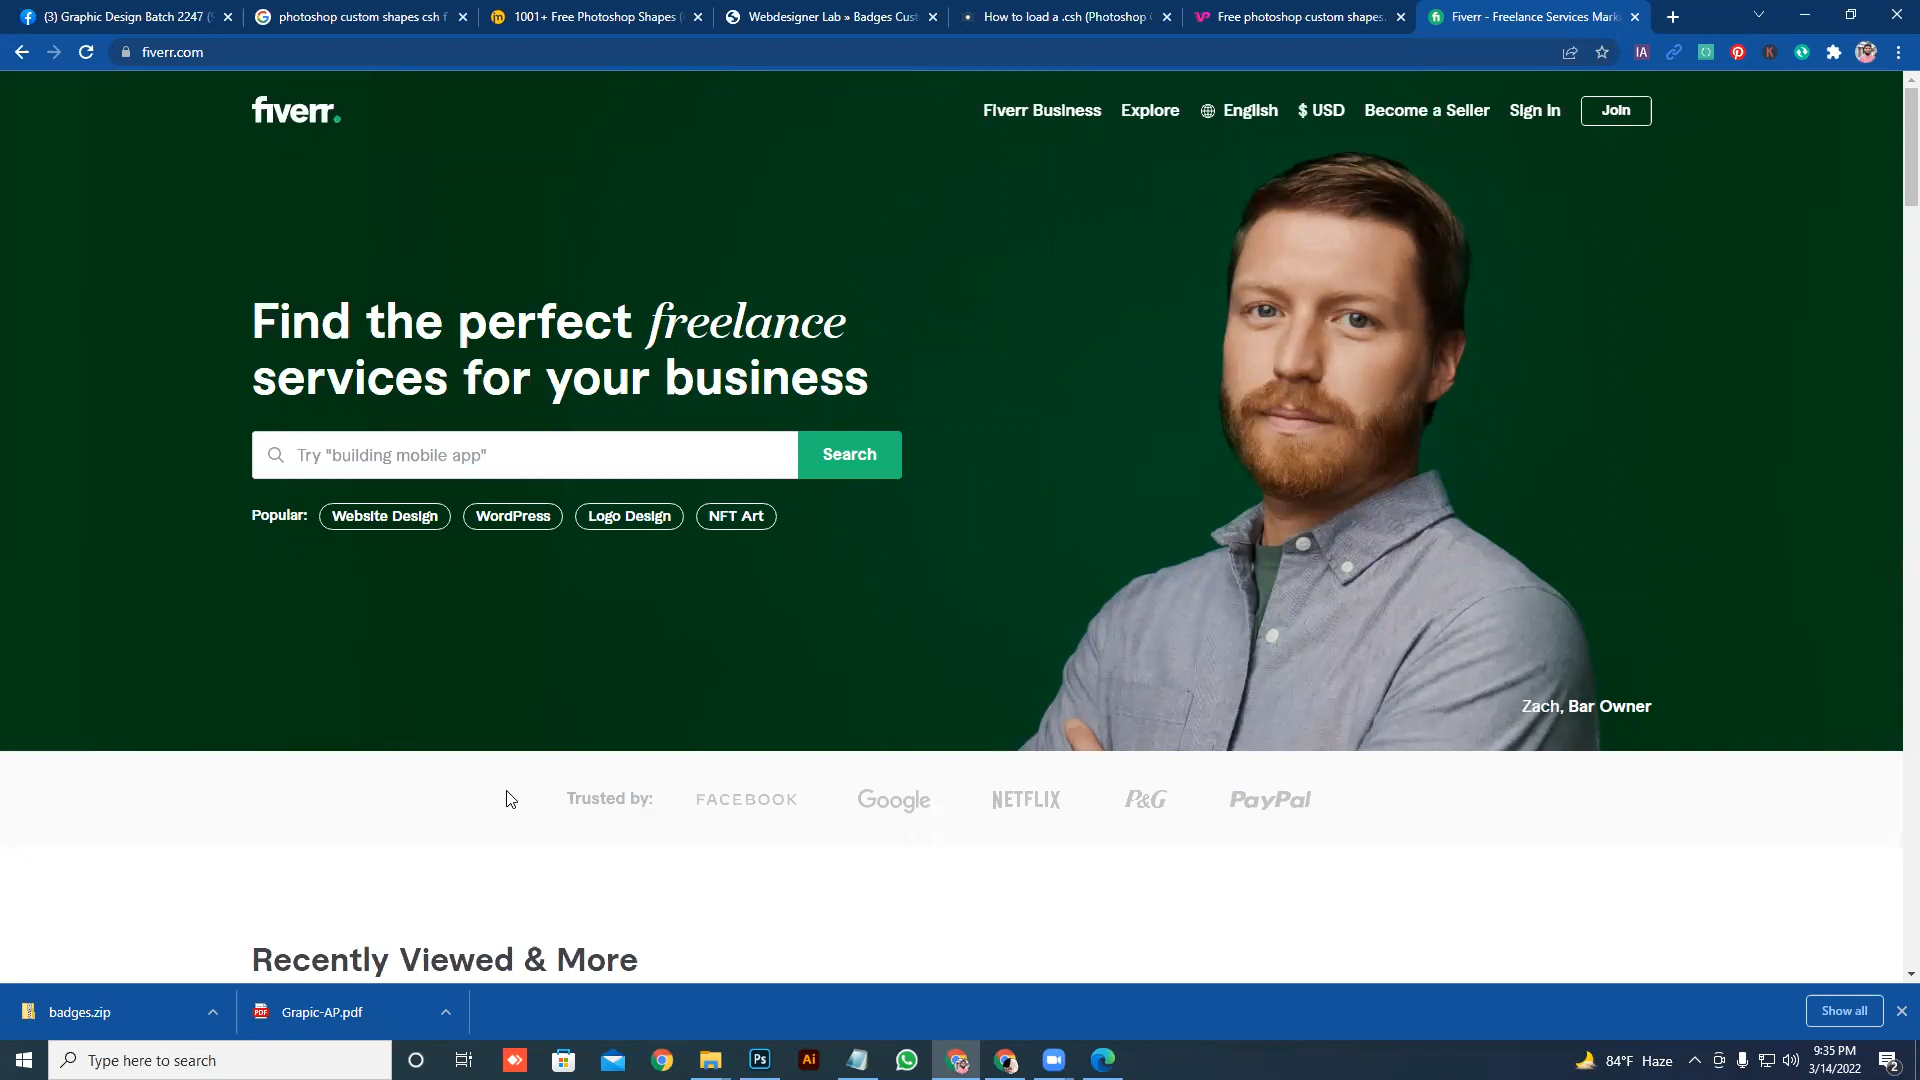 (3) Graphic Design Batch 2247 (
photoshop custom shapes csh f
1001+ Free Photoshop Shapes (
Webdesigner Lab » Badges Cust
How to load a .csh (Photoshop
Free photoshop custom shapes.
Fiverr - Freelance Services Mark
fiverr.com
fiverr.
Fiverr Business
Explore
English
$ USD
Become a Seller
Sign In
Join
Find the perfect freelance
services for your business
Try "building mobile app"
Search
Popular:
Website Design
WordPress
Logo Design
NFT Art
Zach, Bar Owner
Trusted by:
FACEBOOK
Google
NETFLIX
P&G
PayPal
Recently Viewed & More
badges.zip
Grapic-AP.pdf
Show all
Type here to search
84°F Haze
9:35 PM
3/14/2022
2